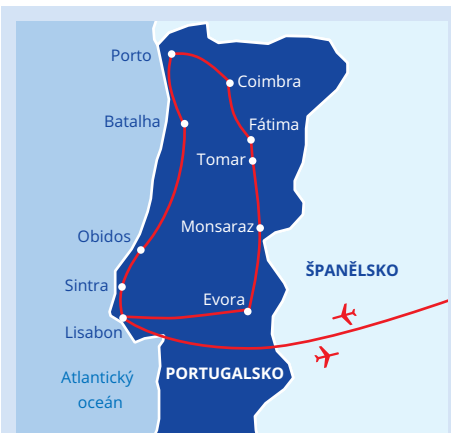 Porto
Coimbra
Batalha
Fátima
Tomar
Monsaraz
Obidos
ŠPANĚLSKO
Sintra
Evora
Lisabon
PORTUGALSKO
Atlantický
oceán